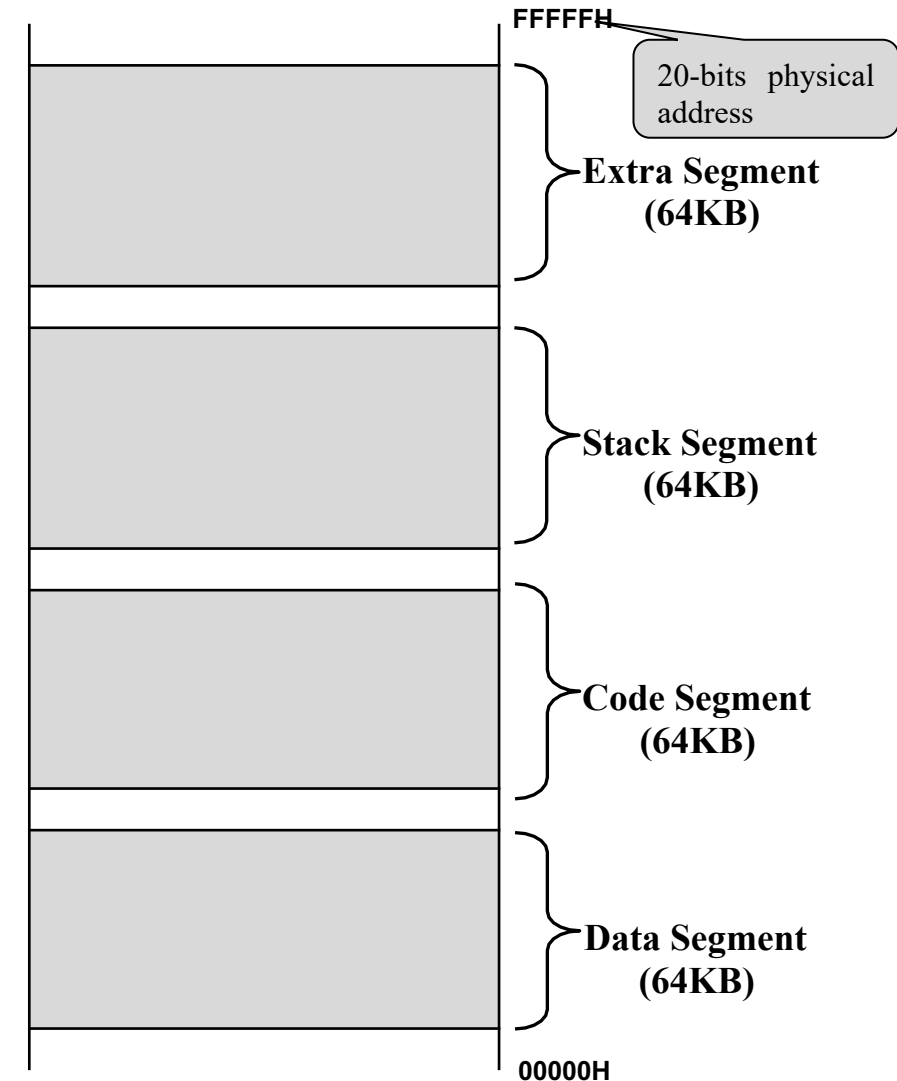 FFFFFH
20-bits physical
address
Extra Segment
(64KB)
Stack Segment
(64KB)
Code Segment
(64KB)
Data Segment
(64KB)
00000H